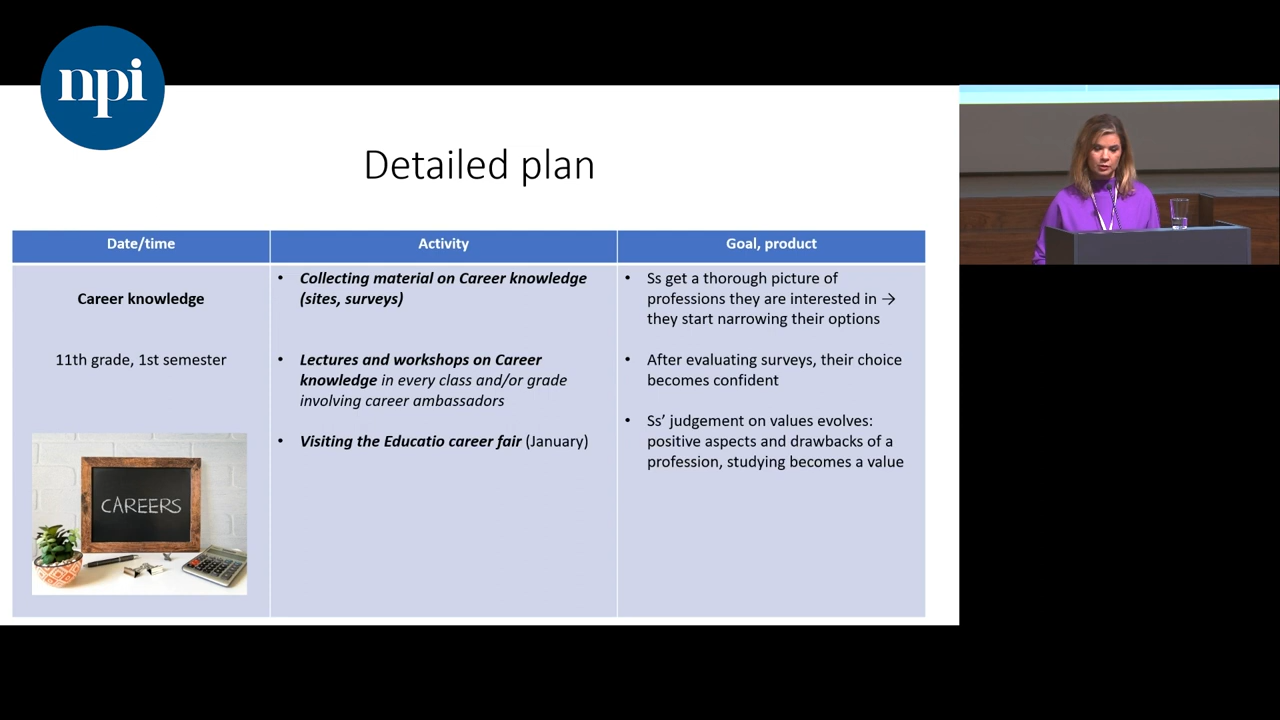 npi
Detailed plan
Date/time
Activity
Goal, product
Career knowledge
11th grade, 1st semester
CAREERS
• Collecting material on Career knowledge
(sites, surveys)
• Lectures and workshops on Career
knowledge in every class and/or grade
involving career ambassadors
• Visiting the Educatio career fair (January)
• Ss get a thorough picture of
professions they are interested in →
they start narrowing their options
• After evaluating surveys, their choice
becomes confident
• Ss’ judgement on values evolves:
positive aspects and drawbacks of a
profession, studying becomes a value